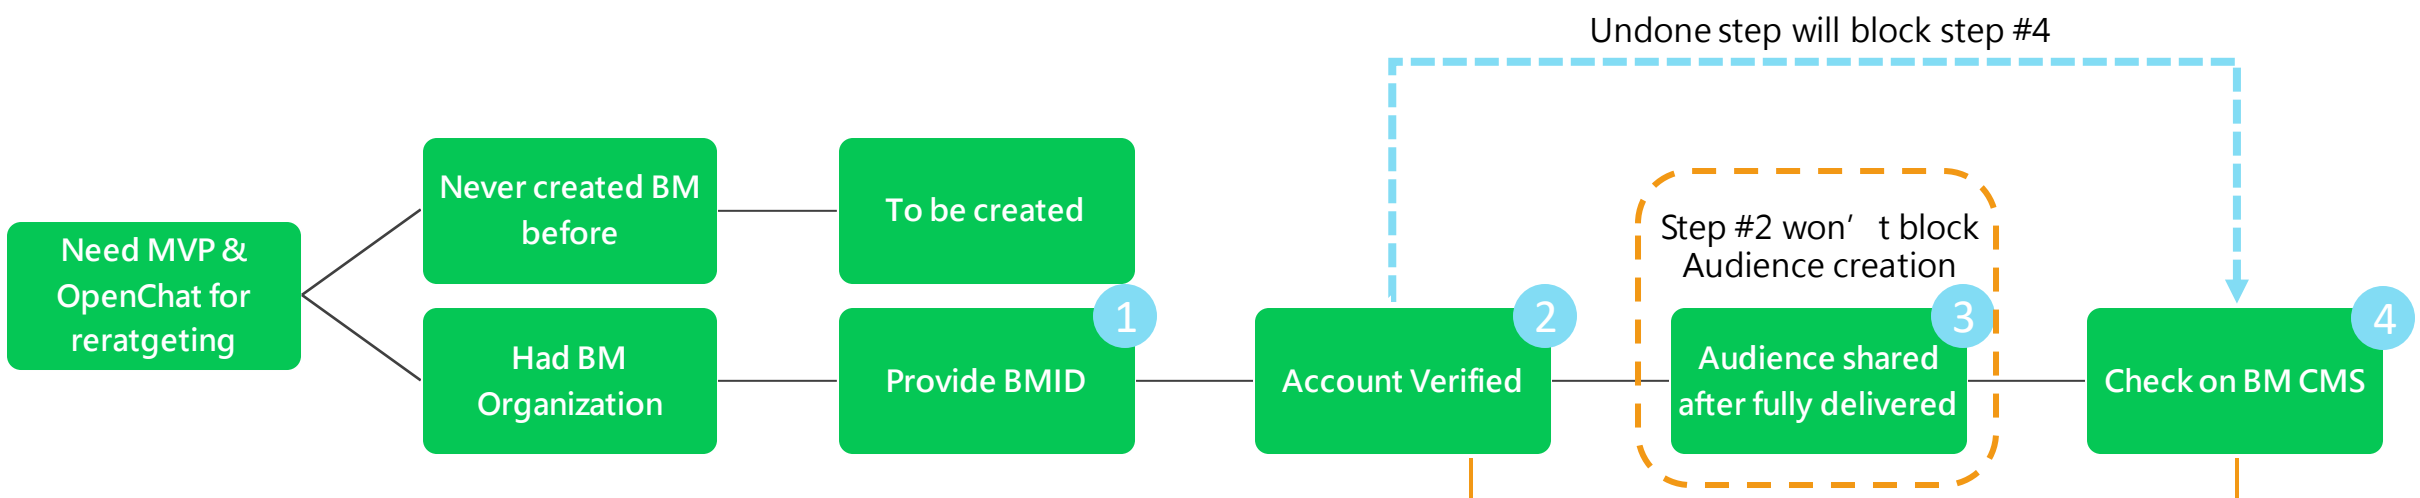 Undone step will block step #4
Never created BM
before
To be created
Need MVP &
OpenChat for
reratgeting
Had BM
Organization
Provide BMID
1
Account Verified
2
Step #2 won’ t block
Audience creation
Audience shared
after fully delivered
3
Check on BM CMS
4